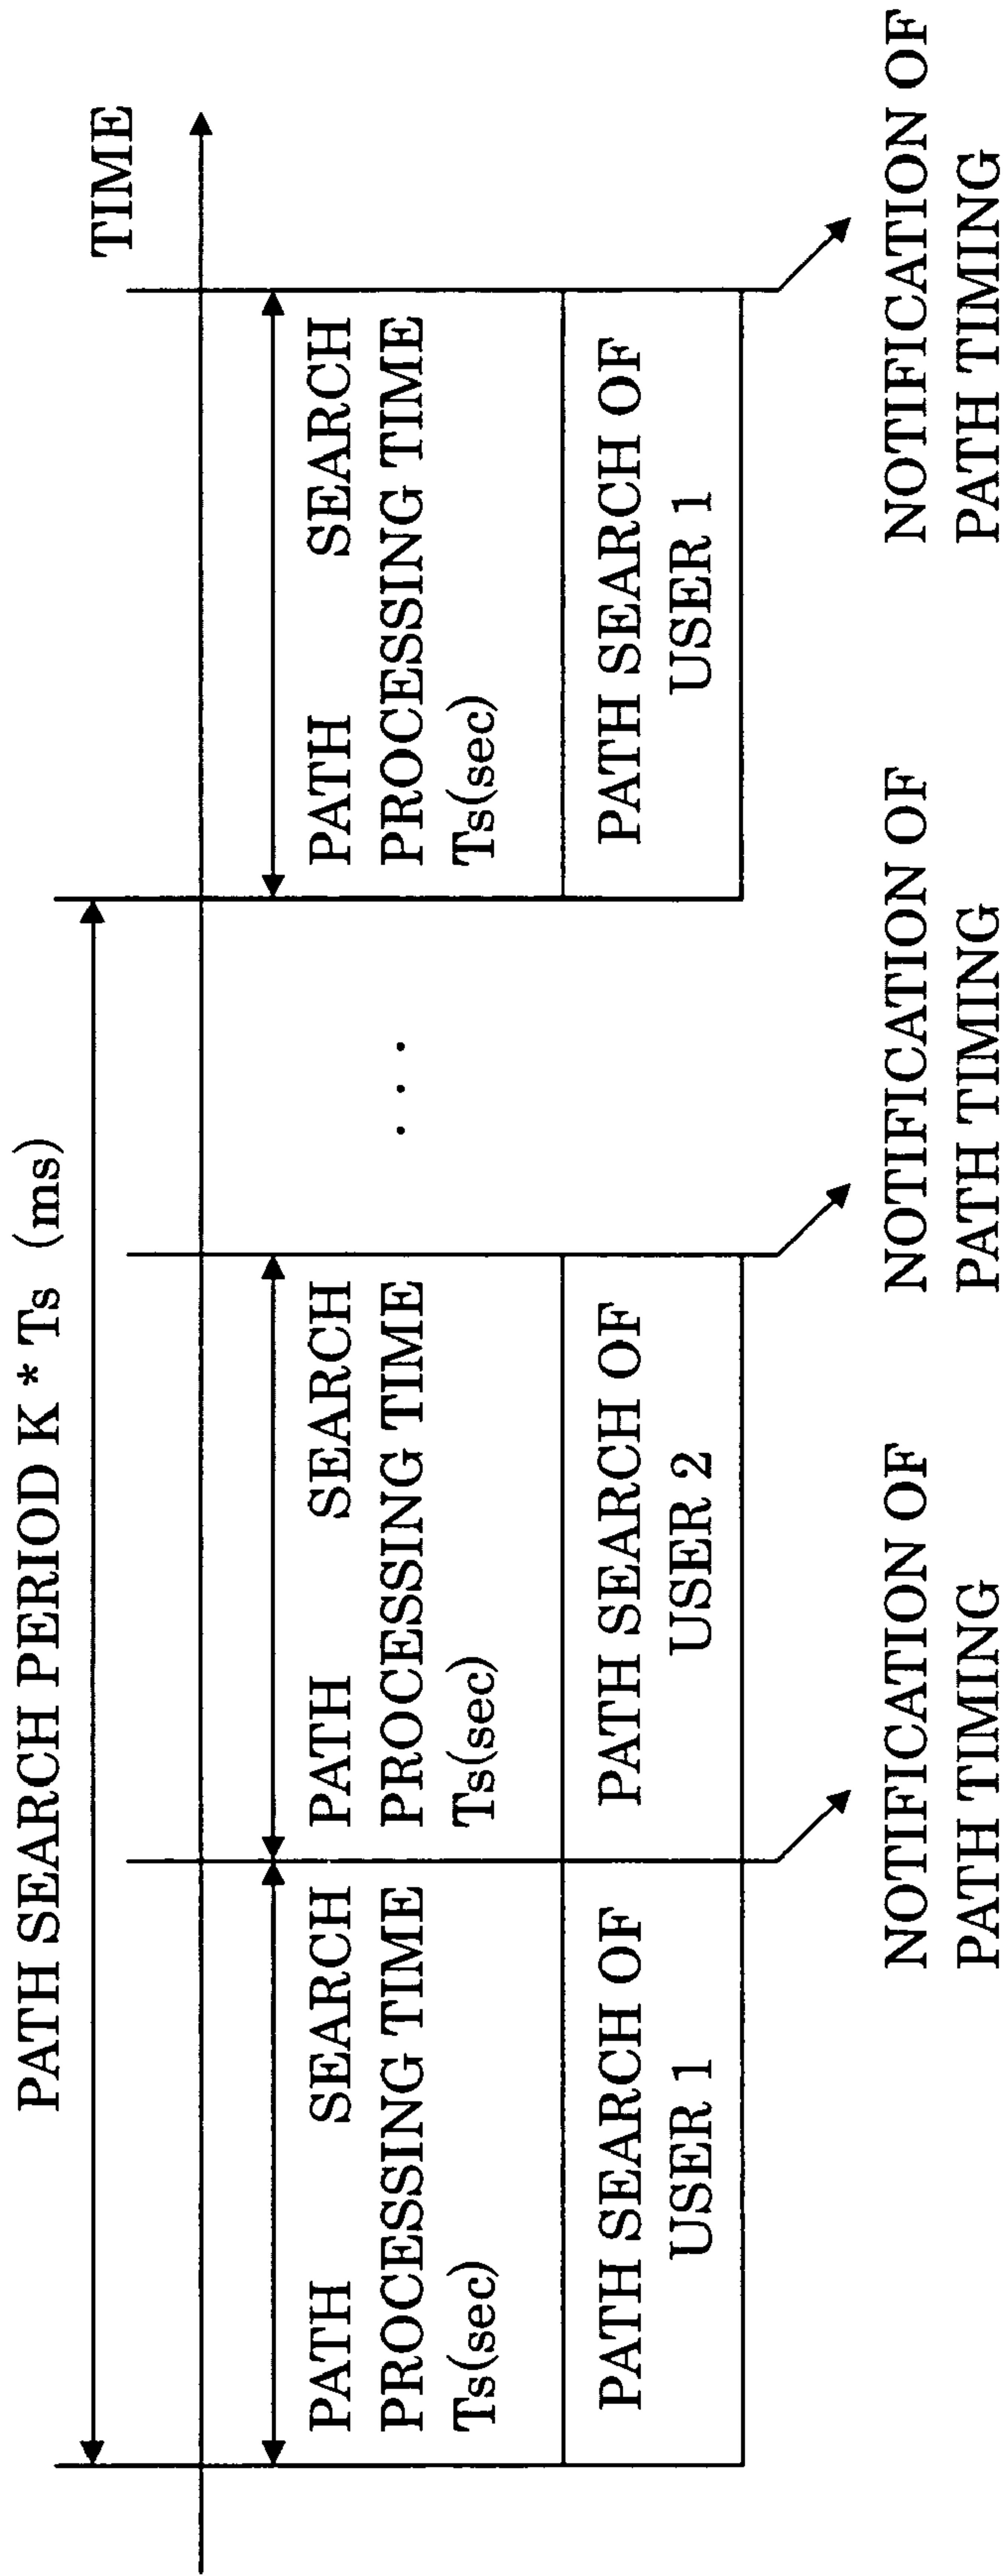 TIME
PATH SEARCH PERIOD K * Ts (ms)
PATH SEARCH
PROCESSING TIME
Ts(sec)
PATH SEARCH
PROCESSING TIME
Ts(sec)
PATH SEARCH
PROCESSING TIME
Ts(sec)
. . .
PATH SEARCH OF
USER 1
PATH SEARCH OF
USER 2
PATH SEARCH OF
USER 1
NOTIFICATION OF
PATH TIMING
NOTIFICATION OF
PATH TIMING
NOTIFICATION OF
PATH TIMING